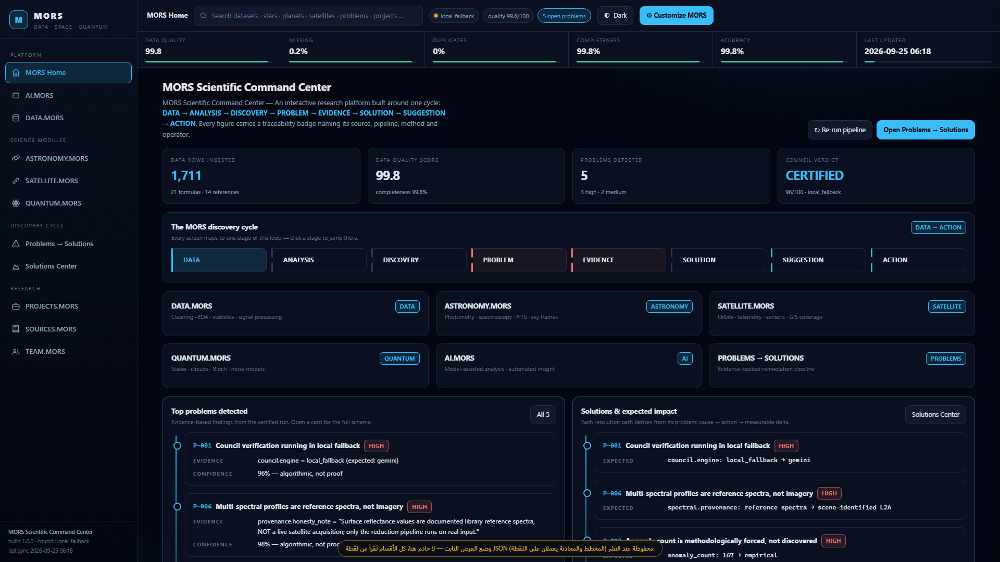 M
MORS
DATA · SPACE · QUANTUM
PLATFORM
MORS Home
AI.MORS
DATA.MORS
SCIENCE MODULES
ASTRONOMY.MORS
SATELLITE.MORS
QUANTUM.MORS
DISCOVERY CYCLE
Problems → Solutions
Solutions Center
RESEARCH
PROJECTS.MORS
SOURCES.MORS
TEAM.MORS
MORS Scientific Command Center
build 1.0.0 · council: local_fallback
last sync 2026-09-25 06:18
MORS Home
Search datasets · stars · planets · satellites · problems · projects ...
local_fallback
quality 99.8/100
5 open problems
Dark
Customize MORS
DATA QUALITY
99.8
MISSING
0.2%
DUPLICATES
0%
COMPLETENESS
99.8%
ACCURACY
99.8%
LAST UPDATED
2026-09-25 06:18
MORS Scientific Command Center
MORS Scientific Command Center — An interactive research platform built around one cycle:
DATA → ANALYSIS → DISCOVERY → PROBLEM → EVIDENCE → SOLUTION → SUGGESTION
→ ACTION. Every figure carries a traceability badge naming its source, pipeline, method and
operator.
↻ Re-run pipeline
Open Problems → Solutions
DATA ROWS INGESTED
1,711
21 formulas · 14 references
DATA QUALITY SCORE
99.8
completeness 99.8%
PROBLEMS DETECTED
5
3 high · 2 medium
COUNCIL VERDICT
CERTIFIED
96/100 · local_fallback
The MORS discovery cycle
Every screen maps to one stage of this loop — click a stage to jump there.
DATA → ACTION
DATA
ANALYSIS
DISCOVERY
PROBLEM
EVIDENCE
SOLUTION
SUGGESTION
ACTION
DATA.MORS
DATA
Cleaning · EDA · statistics · signal processing
ASTRONOMY.MORS
ASTRONOMY
Photometry · spectroscopy · FITS · sky frames
SATELLITE.MORS
SATELLITE
Orbits · telemetry · sensors · GIS coverage
QUANTUM.MORS
QUANTUM
States · circuits · Bloch · noise models
AI.MORS
AI
Model-assisted analysis · automated insight
PROBLEMS → SOLUTIONS
PROBLEMS
Evidence-backed remediation pipeline
Top problems detected
Evidence-based findings from the certified run. Open a card for the full schema.
All 5
P-001 Council verification running in local fallback HIGH
EVIDENCE council.engine = local_fallback (expected: gemini)
CONFIDENCE 96% — algorithmic, not proof
P-006 Multi-spectral profiles are reference spectra, not imagery HIGH
EVIDENCE provenance.honesty_note = "Surface reflectance values are documented library reference spectra,
NOT a live satellite acquisition; only the reduction pipeline runs on real input."
CONFIDENCE 98% — algorithmic, not
Solutions & expected impact
Each resolution path derives from its problem: cause → action → measurable delta.
Solutions Center
P-001 Council verification running in local fallback HIGH
EXPECTED council.engine: local_fallback → gemini
P-006 Multi-spectral profiles are reference spectra, not imagery HIGH
EXPECTED spectral.provenance: reference spectra → scene-identified L2A
count is methodologically forced, not discovered HIGH
EXPECTED anomaly_count: 167 → empirical
وضع العرض الثابت — لا خادم هنا، كل الأقسام تُقرأ من لقطة JSON محفوظة عند النشر (المخطط والمحادثة يعملان على اللقطة).